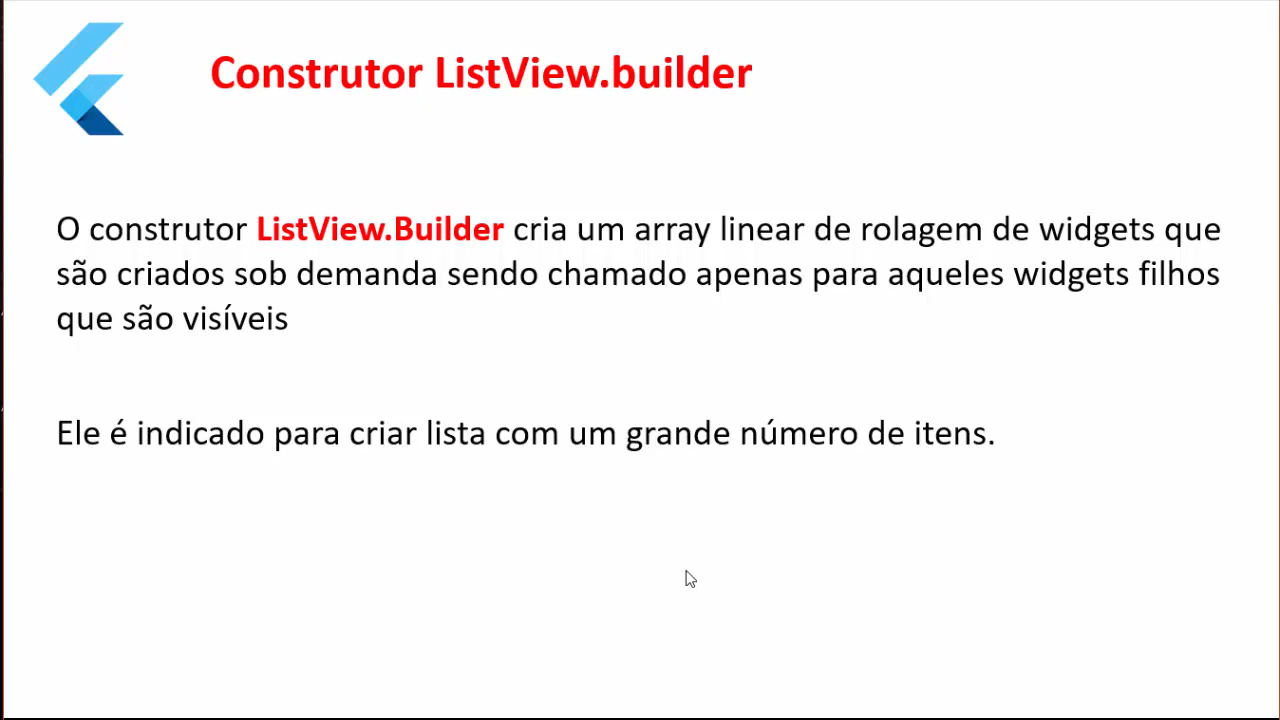 Construtor ListView.builder
O construtor ListView.Builder cria um array linear de rolagem de widgets que
são criados sob demanda sendo chamado apenas para aqueles widgets filhos
que são visíveis
Ele é indicado para criar lista com um grande número de itens.